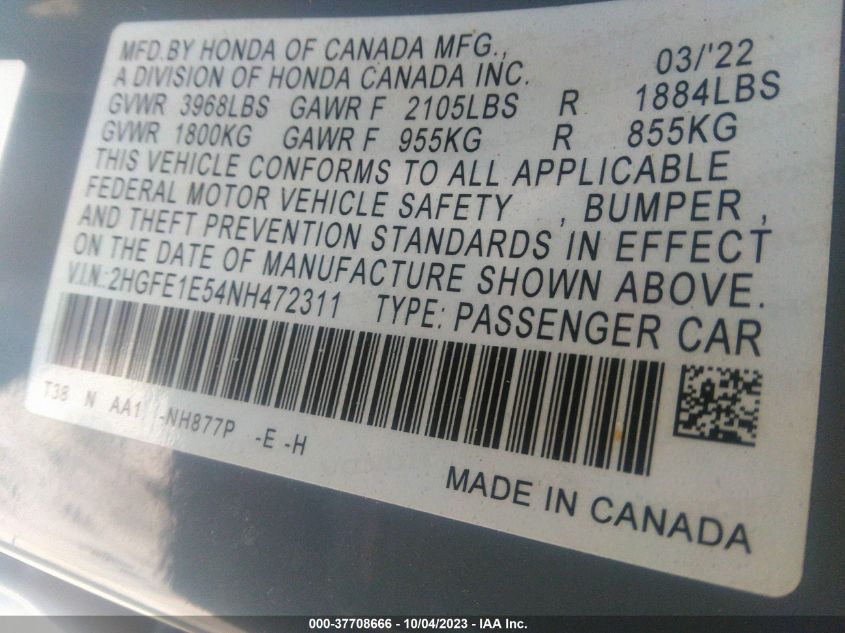 MFD.BY HONDA OF CANADA MFG., 03/'22
A DIVISION OF HONDA CANADA INC.
GVWR 3968LBS GAWR F 2105LBS R 1884LBS
GVWR 1800KG GAWR F 955KG R 855KG
THIS VEHICLE CONFORMS TO ALL APPLICABLE
FEDERAL MOTOR VEHICLE SAFETY , BUMPER ,
AND THEFT PREVENTION STANDARDS IN EFFECT
ON THE DATE OF MANUFACTURE SHOWN ABOVE.
V.I.N.:2HGFE1E54NH472311 TYPE: PASSENGER CAR
T38 N AA1 -NH877P -E -H
MADE IN CANADA
000-37708666 - 10/04/2023 - IAA Inc.